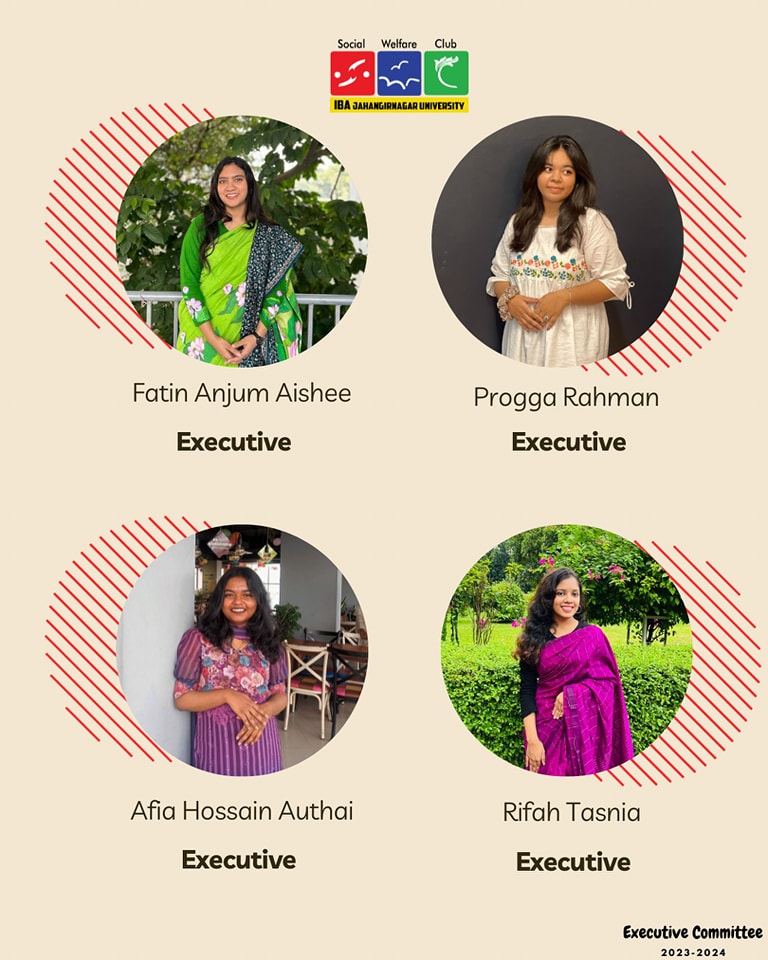 Social Welfare Club
IBA JAHANGIRNAGAR UNIVERSITY
Fatin Anjum Aishee
Executive
Progga Rahman
Executive
Afia Hossain Authai
Executive
Rifah Tasnia
Executive
Executive Committee
2023-2024